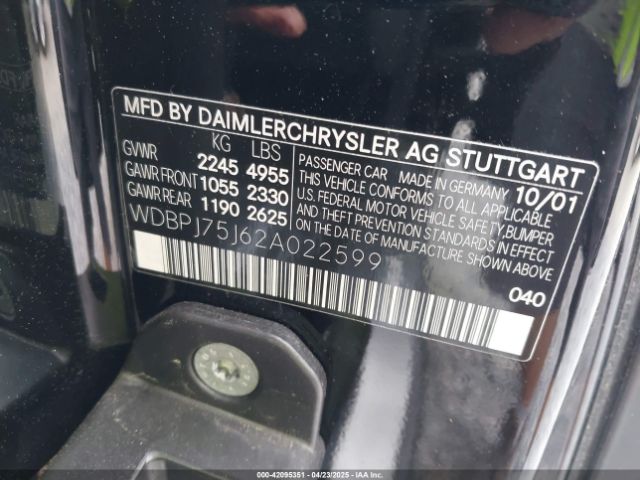 MFD BY DAIMLERCHRYSLER AG STUTTGART
KG LBS
GVWR 2245 4955
GAWR FRONT 1055 2330
GAWR REAR 1190 2625
PASSENGER CAR MADE IN GERMANY 10/01
THIS VEHICLE CONFORMS TO ALL APPLICABLE
U.S. FEDERAL MOTOR VEHICLE SAFETY, BUMPER
AND THEFT PREVENTION STANDARDS IN EFFECT
ON THE DATE OF MANUFACTURE SHOWN ABOVE
WDBPJ75J62A022599
040
000-42095351 - 04/23/2025 - IAA Inc.